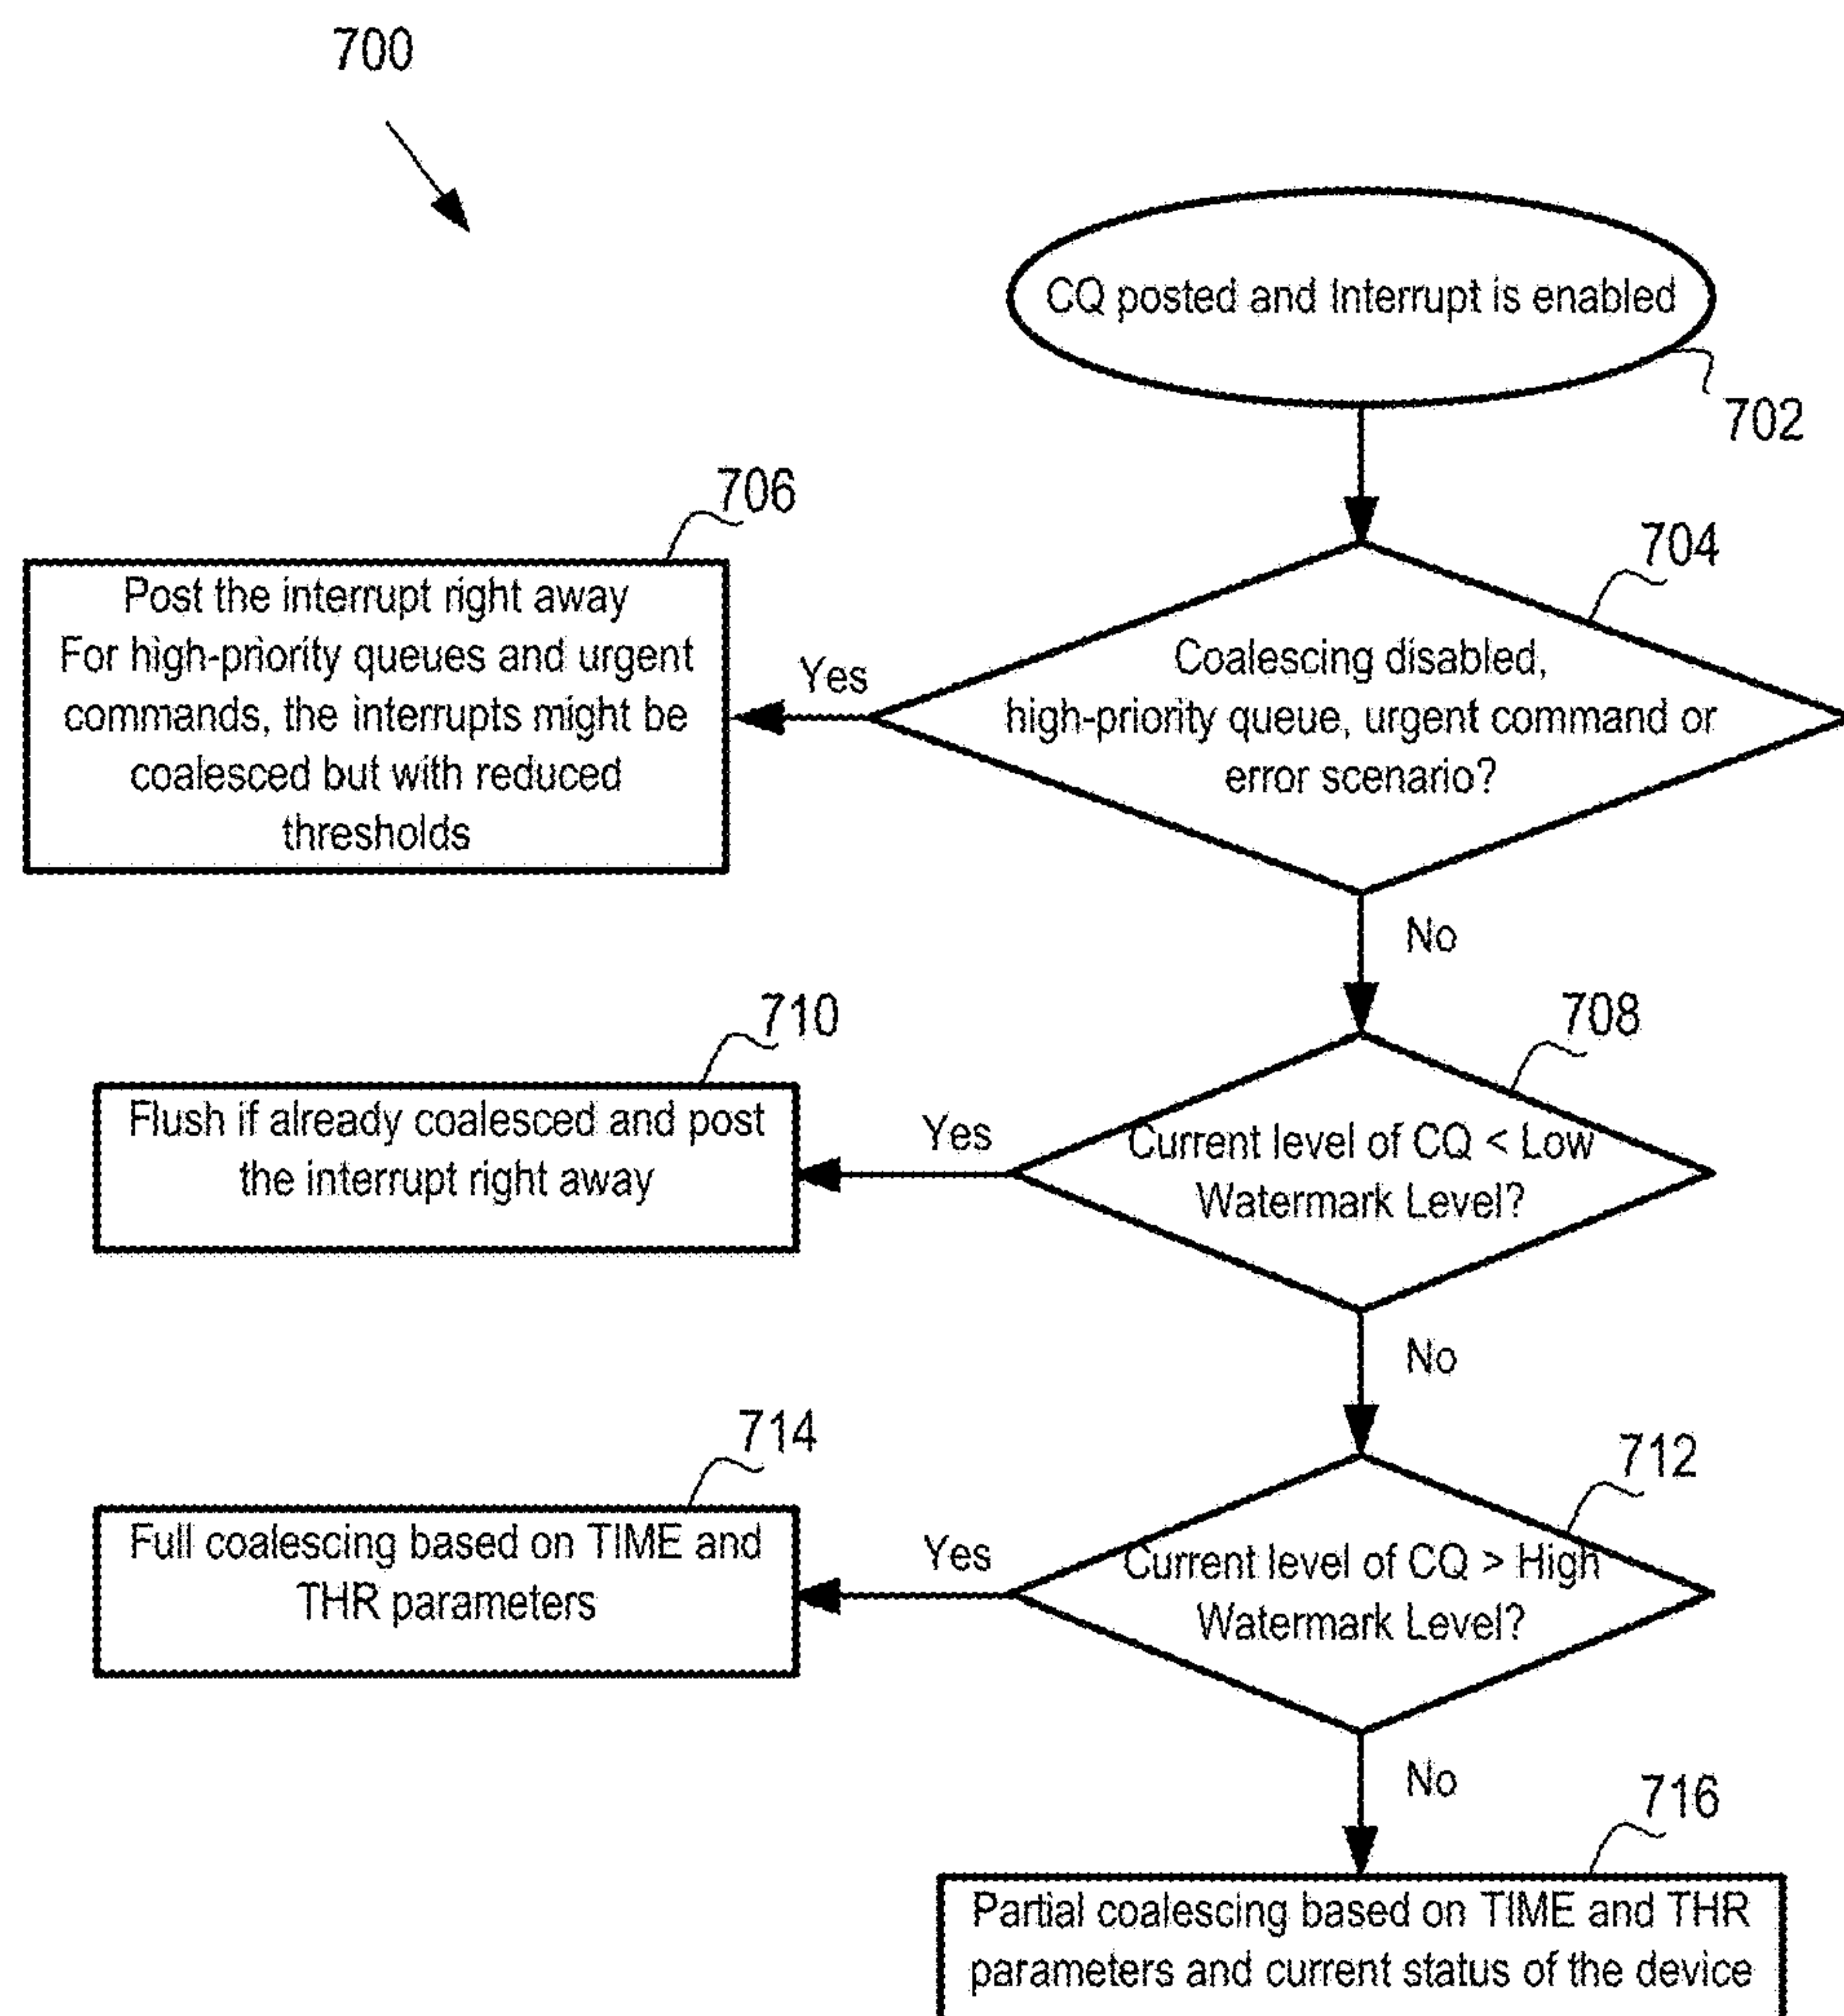 700
CQ posted and Interrupt is enabled
702
706
704
Post the interrupt right away
For high-priority queues and urgent
commands, the interrupts might be
coalesced but with reduced
thresholds
Yes
Coalescing disabled,
high-priority queue, urgent command or
error scenario?
No
710
708
Flush if already coalesced and post
the interrupt right away
Yes
Current level of CQ < Low
Watermark Level?
No
714
712
Full coalescing based on TIME and
THR parameters
Yes
Current level of CQ > High
Watermark Level?
No
716
Partial coalescing based on TIME and THR
parameters and current status of the device